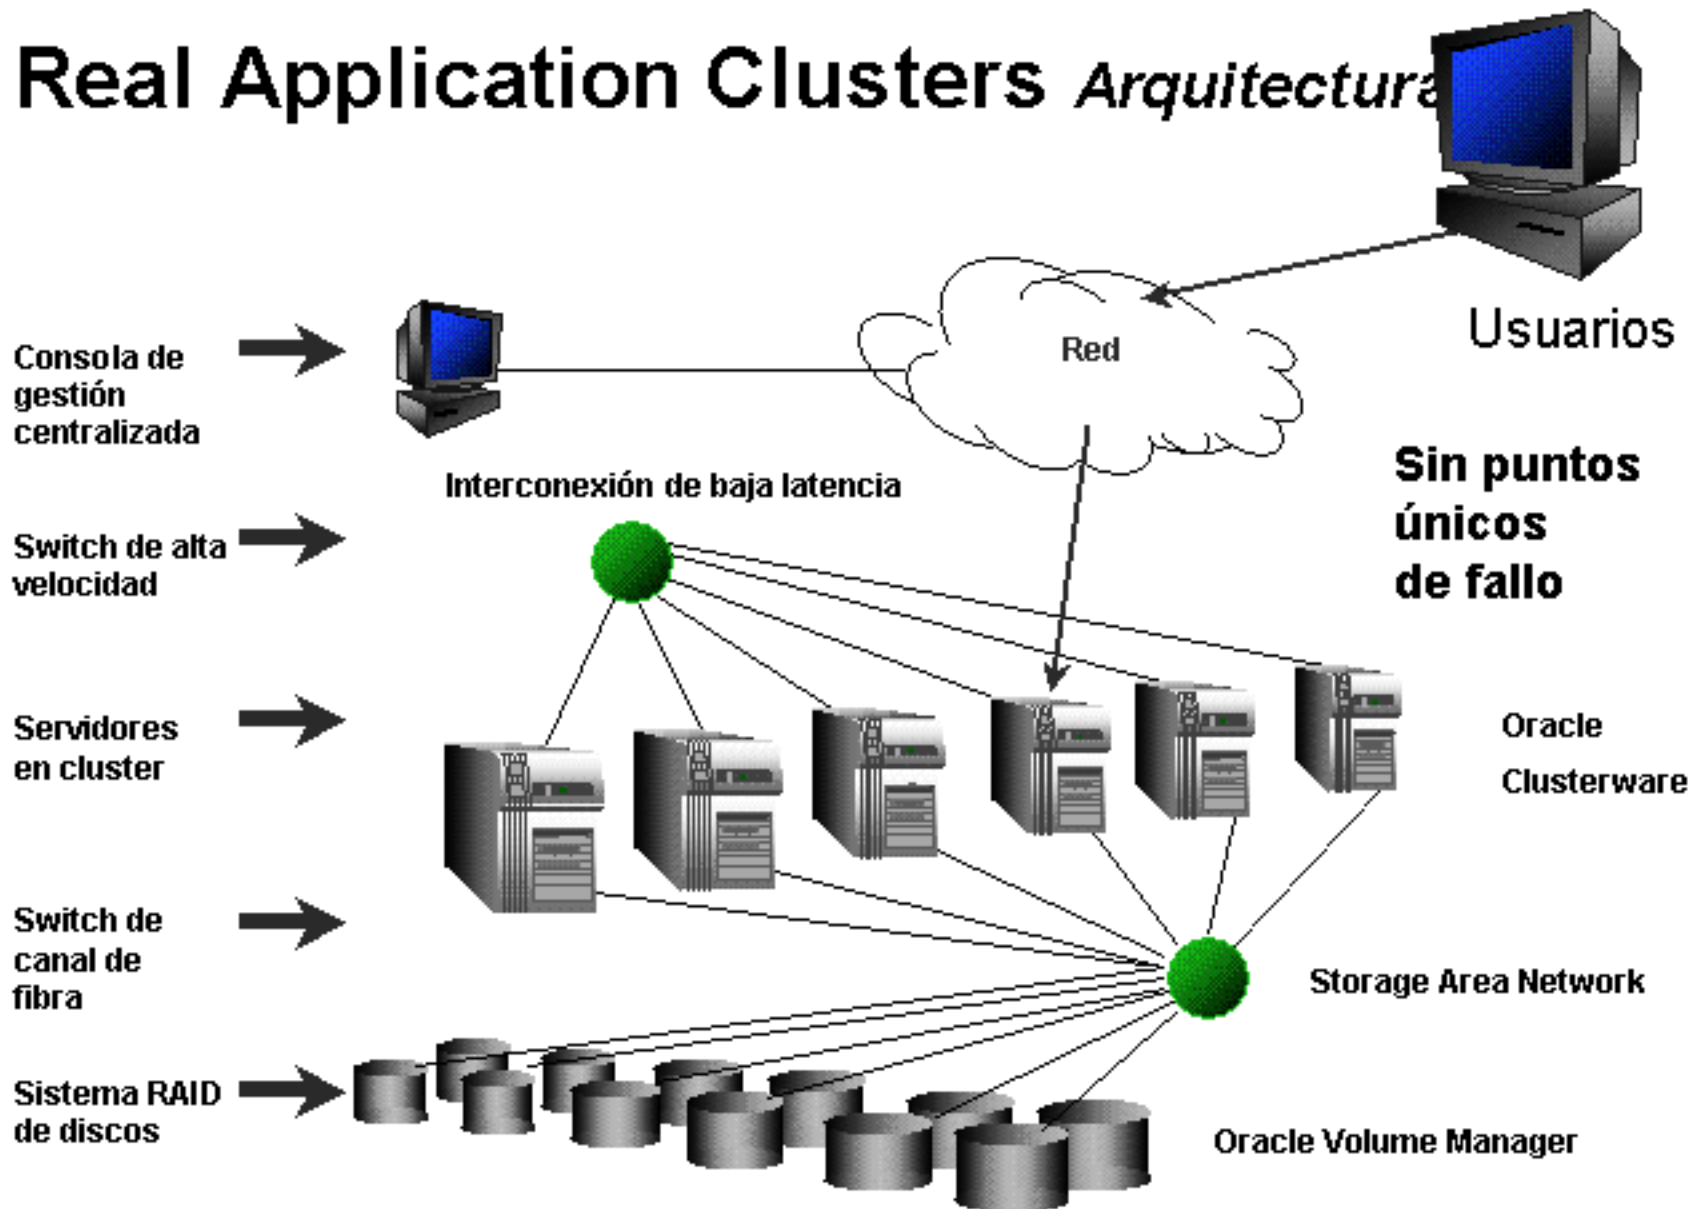 Real Application Clusters Arquitectura
Usuarios
Red
Consola de
gestión
centralizada
Interconexión de baja latencia
Sin puntos
únicos
de fallo
Switch de alta
velocidad
Servidores
en cluster
Oracle
Clusterware
Switch de
canal de
fibra
Storage Area Network
Sistema RAID
de discos
Oracle Volume Manager